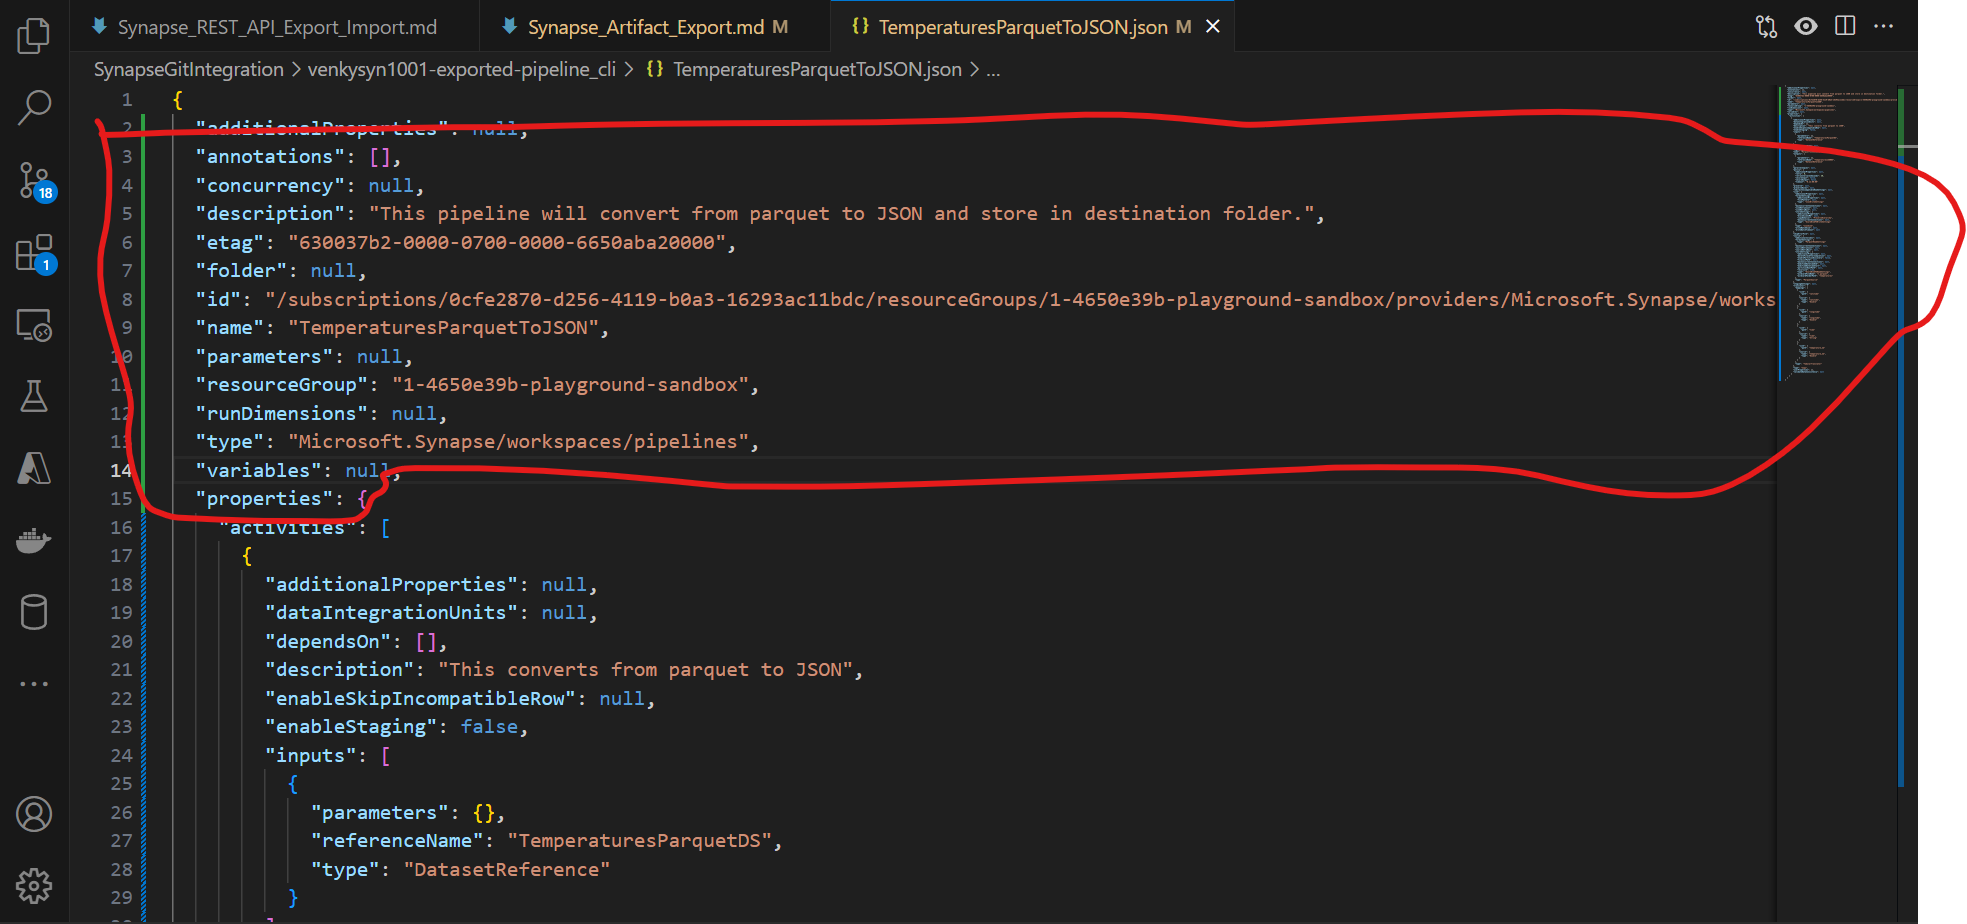 Synapse_REST_API_Export_Import.md
Synapse_Artifact_Export.md M
{} TemperaturesParquetToJSON.json M
SynapseGitIntegration > venkysyn1001-exported-pipeline_cli > {} TemperaturesParquetToJSON.json > ...
18
1
1 {
2 "additionalProperties": null,
3 "annotations": [],
4 "concurrency": null,
5 "description": "This pipeline will convert from parquet to JSON and store in destination folder.",
6 "etag": "630037b2-0000-0700-0000-6650aba20000",
7 "folder": null,
8 "id": "/subscriptions/0cfe2870-d256-4119-b0a3-16293ac11bdc/resourceGroups/1-4650e39b-playground-sandbox/providers/Microsoft.Synapse/works
9 "name": "TemperaturesParquetToJSON",
10 "parameters": null,
11 "resourceGroup": "1-4650e39b-playground-sandbox",
12 "runDimensions": null,
13 "type": "Microsoft.Synapse/workspaces/pipelines",
14 "variables": null,
15 "properties": {
16 "activities": [
17 {
18 "additionalProperties": null,
19 "dataIntegrationUnits": null,
20 "dependsOn": [],
21 "description": "This converts from parquet to JSON",
22 "enableSkipIncompatibleRow": null,
23 "enableStaging": false,
24 "inputs": [
25 {
26 "parameters": {},
27 "referenceName": "TemperaturesParquetDS",
28 "type": "DatasetReference"
29 }